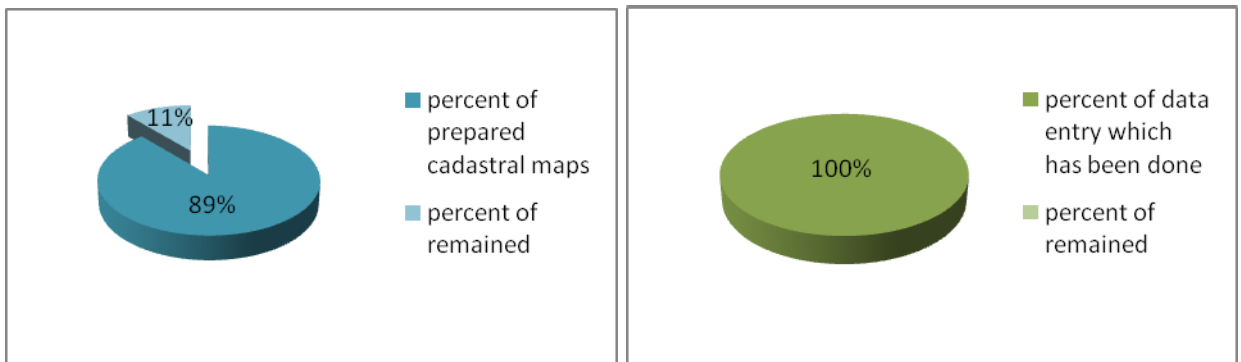 11%
89%
percent of
prepared
cadastral maps
percent of
remained
100%
percent of data
entry which
has been done
percent of
remained